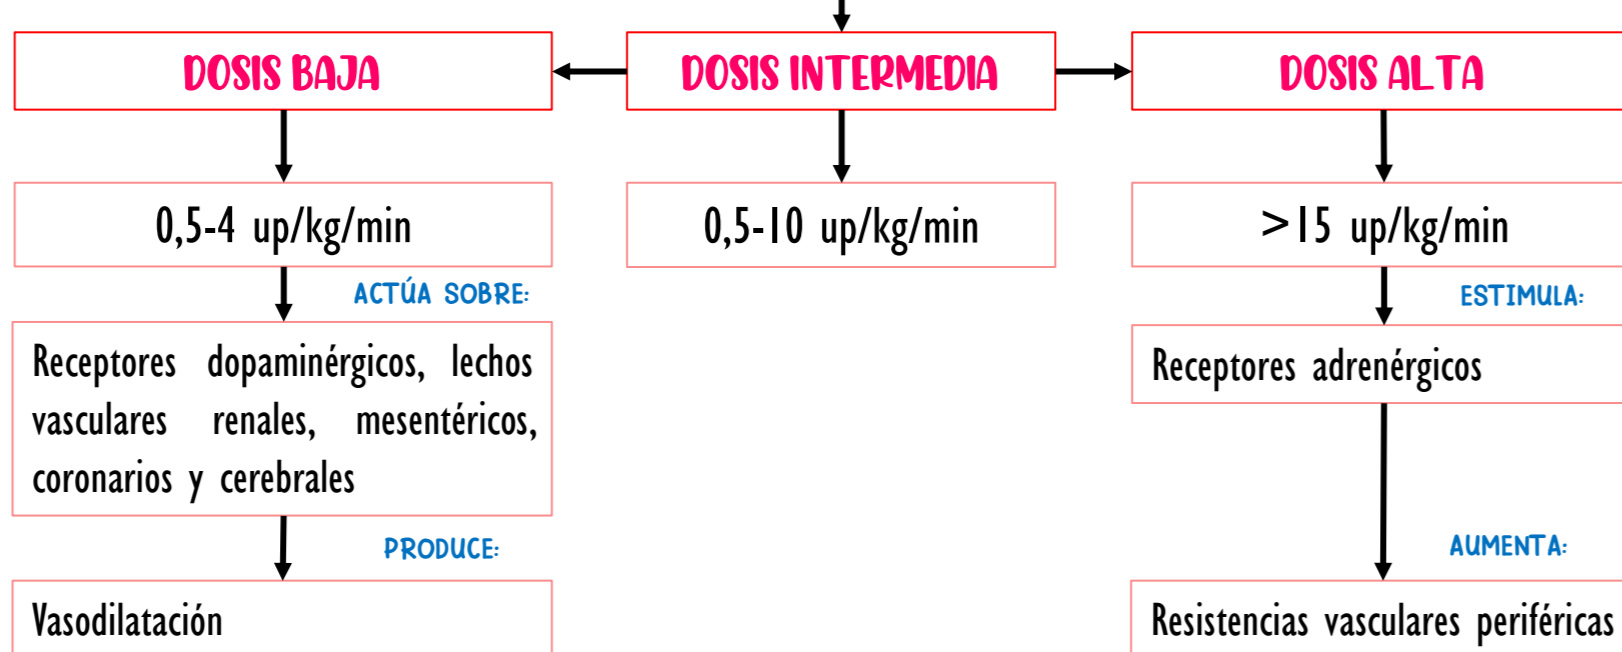 DOSIS BAJA
DOSIS INTERMEDIA
DOSIS ALTA
0,5-4 up/kg/min
0,5-10 up/kg/min
>15 up/kg/min
ACTÚA SOBRE:
ESTIMULA:
Receptores dopaminérgicos, lechos
vasculares renales, mesentéricos,
coronarios y cerebrales
Receptores adrenérgicos
PRODUCE:
AUMENTA:
Vasodilatación
Resistencias vasculares periféricas